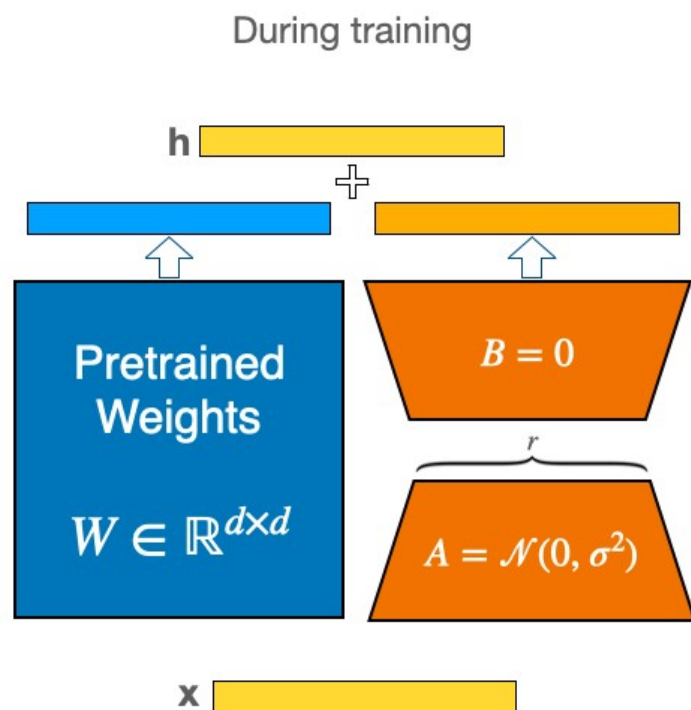 During training
h
Pretrained
Weights
W ∈ ℝ^{d×d}
B = 0
r
A = 𝒩(0, σ²)
x